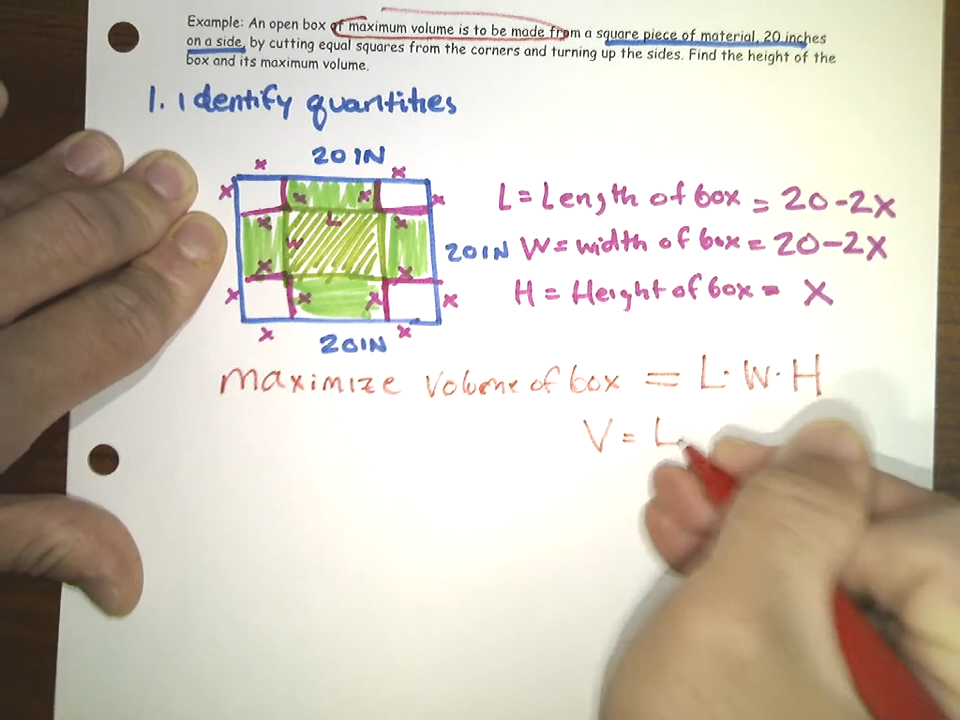 Example: An open box of maximum volume is to be made from a square piece of material, 20 inches
on a side, by cutting equal squares from the corners and turning up the sides. Find the height of the
box and its maximum volume.
1. Identify quantities
x 20 IN x
x x
x x
x L x
W
20 IN
x x
x x
x x
x x
20 IN
L = Length of box = 20-2x
W = width of box = 20-2x
H = Height of box = x
maximize volume of box = L·W·H
V = L